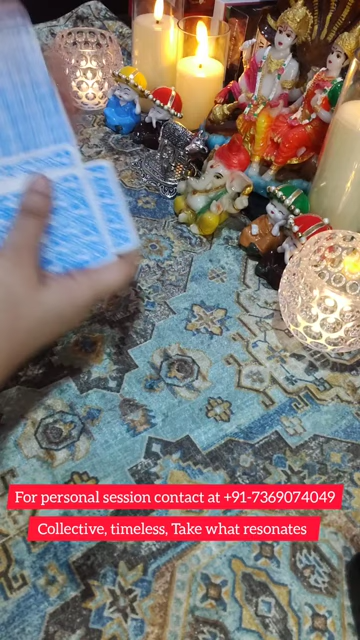 For personal session contact at +91-7369074049
Collective, timeless, Take what resonates